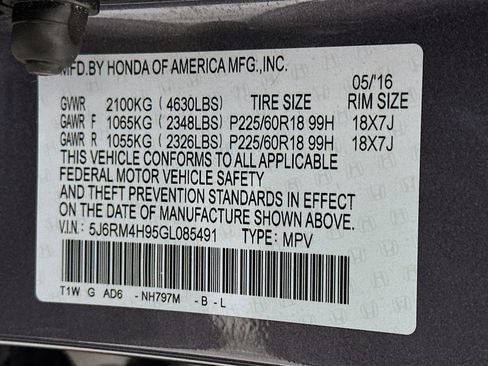 MFD.BY HONDA OF AMERICA MFG.,INC.
05/'16
GVWR 2100KG (4630LBS) TIRE SIZE RIM SIZE
GAWR F 1065KG (2348LBS) P225/60R18 99H 18X7J
GAWR R 1055KG (2326LBS) P225/60R18 99H 18X7J
THIS VEHICLE CONFORMS TO ALL APPLICABLE
FEDERAL MOTOR VEHICLE SAFETY
AND THEFT PREVENTION STANDARDS IN EFFECT
ON THE DATE OF MANUFACTURE SHOWN ABOVE.
V.I.N: 5J6RM4H95GL085491 TYPE: MPV
T1W G AD6 - NH797M - B - L